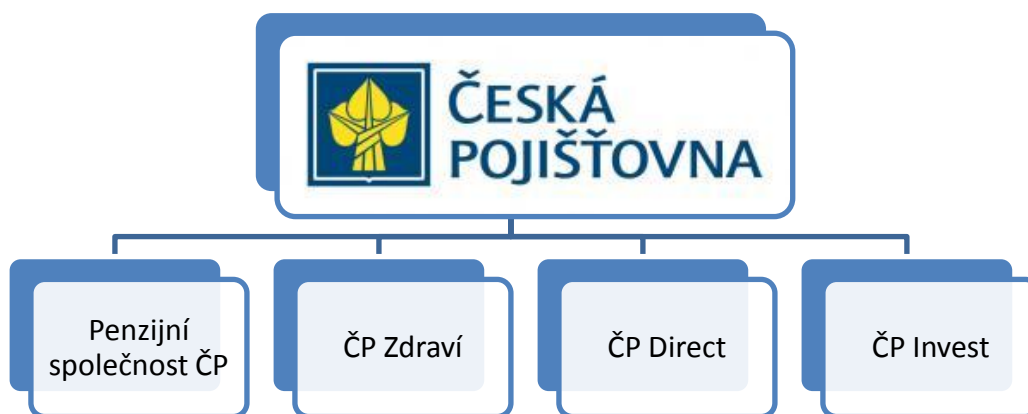 ČESKÁ
POJIŠŤOVNA
Penzijní
společnost ČP
ČP Zdraví
ČP Direct
ČP Invest